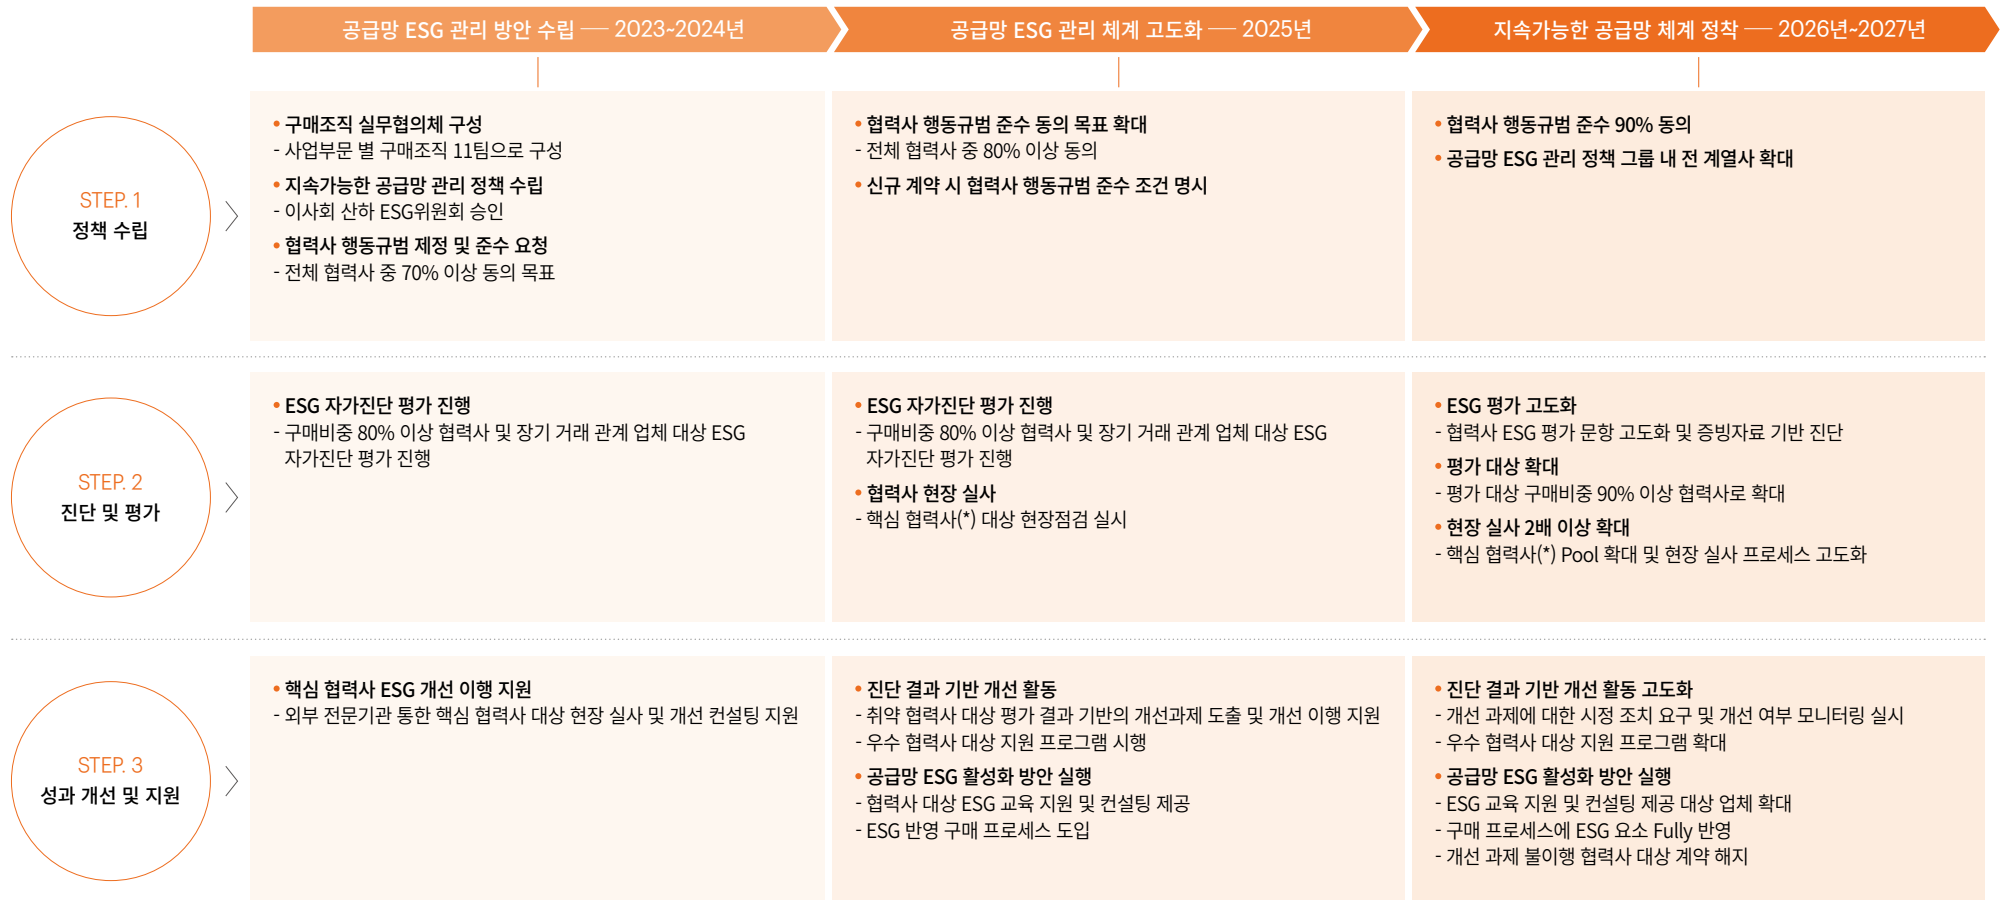 공급망 ESG 관리 방안 수립 — 2023~2024년
공급망 ESG 관리 체계 고도화 — 2025년
지속가능한 공급망 체계 정착 — 2026년~2027년
STEP. 1
정책 수립
• 구매조직 실무협의체 구성
- 사업부문 별 구매조직 11팀으로 구성
• 지속가능한 공급망 관리 정책 수립
- 이사회 산하 ESG위원회 승인
• 협력사 행동규범 제정 및 준수 요청
- 전체 협력사 중 70% 이상 동의 목표
• 협력사 행동규범 준수 동의 목표 확대
- 전체 협력사 중 80% 이상 동의
• 신규 계약 시 협력사 행동규범 준수 조건 명시
• 협력사 행동규범 준수 90% 동의
• 공급망 ESG 관리 정책 그룹 내 전 계열사 확대
STEP. 2
진단 및 평가
• ESG 자가진단 평가 진행
- 구매비중 80% 이상 협력사 및 장기 거래 관계 업체 대상 ESG
자가진단 평가 진행
• ESG 자가진단 평가 진행
- 구매비중 80% 이상 협력사 및 장기 거래 관계 업체 대상 ESG
자가진단 평가 진행
• 협력사 현장 실사
- 핵심 협력사(*) 대상 현장점검 실시
• ESG 평가 고도화
- 협력사 ESG 평가 문항 고도화 및 증빙자료 기반 진단
• 평가 대상 확대
- 평가 대상 구매비중 90% 이상 협력사로 확대
• 현장 실사 2배 이상 확대
- 핵심 협력사(*) Pool 확대 및 현장 실사 프로세스 고도화
STEP. 3
성과 개선 및 지원
• 핵심 협력사 ESG 개선 이행 지원
- 외부 전문기관 통한 핵심 협력사 대상 현장 실사 및 개선 컨설팅 지원
• 진단 결과 기반 개선 활동
- 취약 협력사 대상 평가 결과 기반의 개선과제 도출 및 개선 이행 지원
- 우수 협력사 대상 지원 프로그램 시행
• 공급망 ESG 활성화 방안 실행
- 협력사 대상 ESG 교육 지원 및 컨설팅 제공
- ESG 반영 구매 프로세스 도입
• 진단 결과 기반 개선 활동 고도화
- 개선 과제에 대한 시정 조치 요구 및 개선 여부 모니터링 실시
- 우수 협력사 대상 지원 프로그램 확대
• 공급망 ESG 활성화 방안 실행
- ESG 교육 지원 및 컨설팅 제공 대상 업체 확대
- 구매 프로세스에 ESG 요소 Fully 반영
- 개선 과제 불이행 협력사 대상 계약 해지